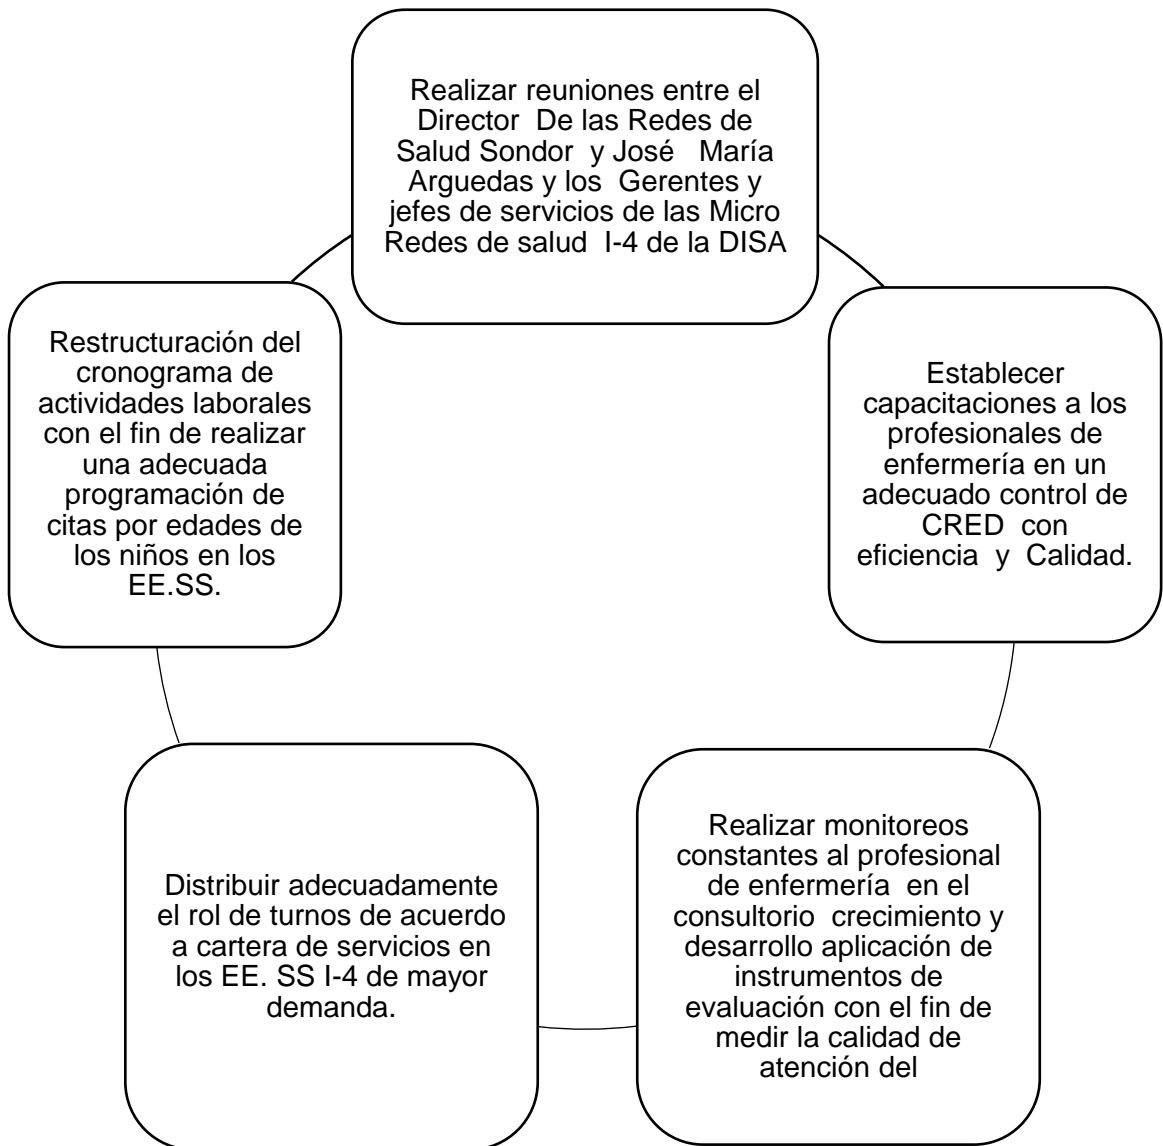 Realizar reuniones entre el
Director De las Redes de
Salud Sondor y José María
Arguedas y los Gerentes y
jefes de servicios de las Micro
Redes de salud I-4 de la DISA
Establecer
capacitaciones a los
profesionales de
enfermería en un
adecuado control de
CRED con
eficiencia y Calidad.
Realizar monitoreos
constantes al profesional
de enfermería en el
consultorio crecimiento y
desarrollo aplicación de
instrumentos de
evaluación con el fin de
medir la calidad de
atención del
Distribuir adecuadamente
el rol de turnos de acuerdo
a cartera de servicios en
los EE. SS I-4 de mayor
demanda.
Restructuración del
cronograma de
actividades laborales
con el fin de realizar
una adecuada
programación de
citas por edades de
los niños en los
EE.SS.